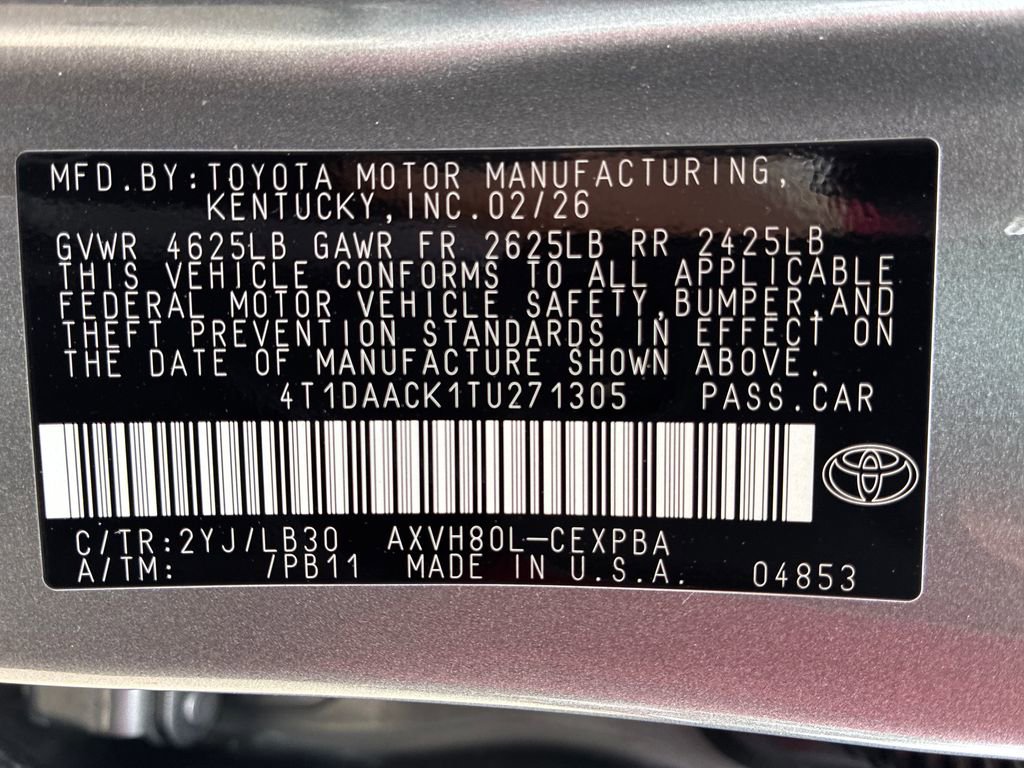 MFD.BY:TOYOTA MOTOR MANUFACTURING,
KENTUCKY,INC.02/26
GVWR 4625LB GAWR FR 2625LB RR 2425LB
THIS VEHICLE CONFORMS TO ALL APPLICABLE
FEDERAL MOTOR VEHICLE SAFETY,BUMPER,AND
THEFT PREVENTION STANDARDS IN EFFECT ON
THE DATE OF MANUFACTURE SHOWN ABOVE.
4T1DAACK1TU271305 PASS.CAR
C/TR:2YJ/LB30 AXVH80L-CEXPBA
A/TM: /PB11 MADE IN U.S.A. 04853